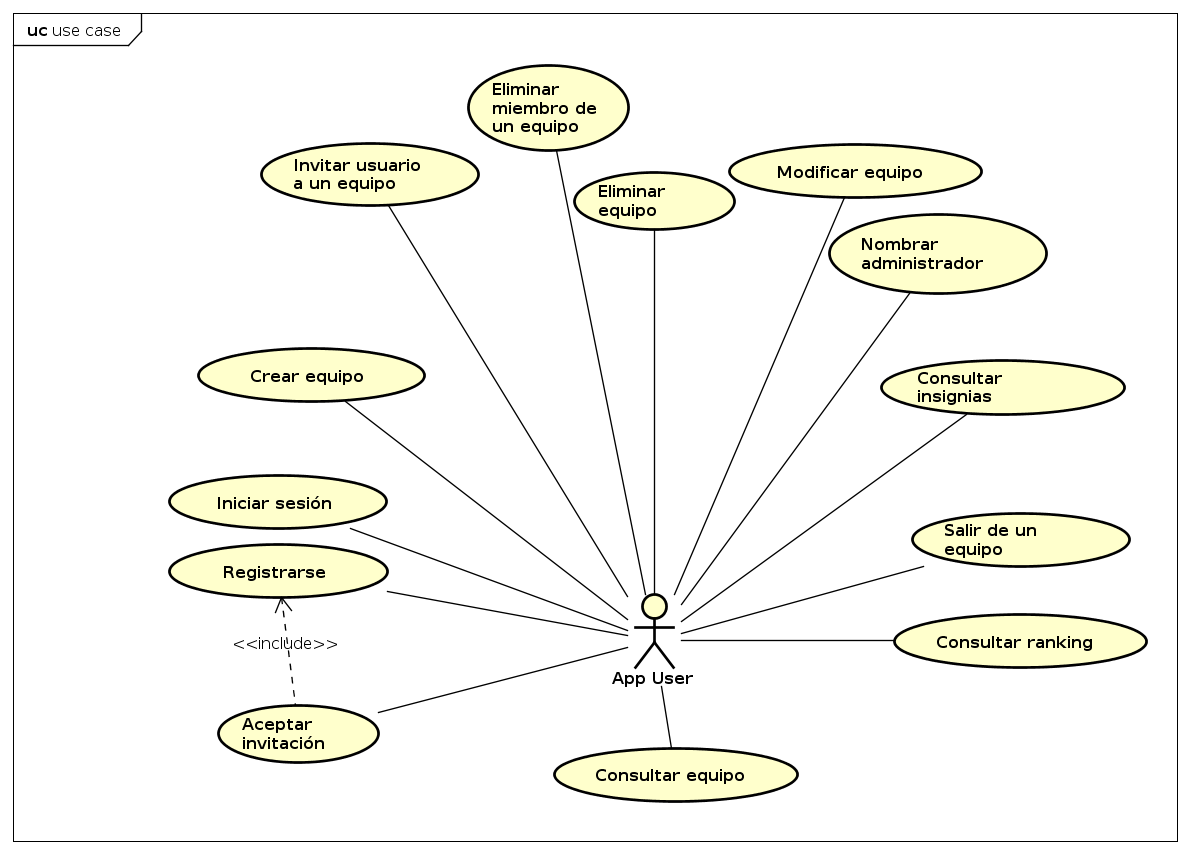 uc use case
Eliminar
miembro de
un equipo
Invitar usuario
a un equipo
Modificar equipo
Eliminar
equipo
Nombrar
administrador
Crear equipo
Consultar
insignias
Iniciar sesión
Salir de un
equipo
Registrarse
<<include>>
Consultar ranking
App User
Aceptar
invitación
Consultar equipo